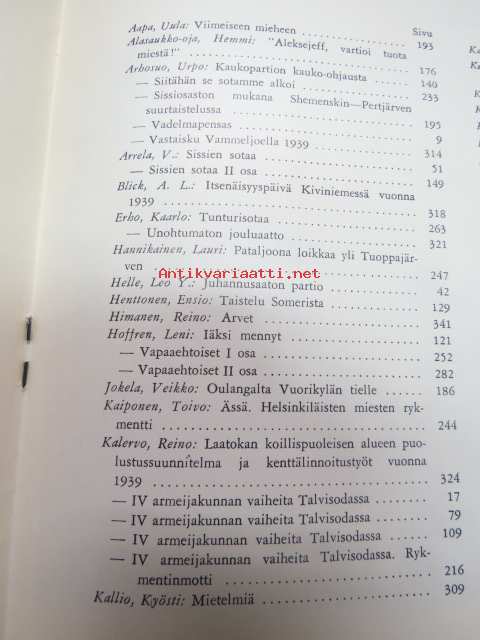 Sivu
Aapa, Uula: Viimeiseen mieheen ........ 193
Alasaukko-oja, Hemmi: "Aleksejeff, vartioi tuota
miestä!" ........ 176
Arhosuo, Urpo: Kaukopartion kauko-ohjausta ........ 140
— Siitähän se sotamme alkoi ........ 233
— Sissiosaston mukana Shemenskin—Pertjärven
suurtaistelussa ........ 195
— Vadelmapensas ........ 9
— Vastaisku Vammeljoella 1939 ........ 314
Arrela, V.: Sissien sotaa ........ 51
— Sissien sotaa II osa ........ 149
Blick, A. L.: Itsenäisyyspäivä Kiviniemessä vuonna
1939 ........ 318
Erho, Kaarlo: Tunturisotaa ........ 263
— Unohtumaton jouluaatto ........ 321
Hannikainen, Lauri: Pataljoona loikkaa yli Tuoppajär-
ven ........ 247
Antikvariaatti.net
Helle, Leo Y.: Juhannusaaton partio ........ 42
Henttonen, Ensio: Taistelu Somerista ........ 129
Himanen, Reino: Arvet ........ 341
Hoffren, Leni: Iäksi mennyt ........ 121
— Vapaaehtoiset I osa ........ 252
— Vapaaehtoiset II osa ........ 282
Jokela, Veikko: Oulangalta Vuorikylän tielle ...... 186
Kaiponen, Toivo: Ässä. Helsinkiläisten miesten ryk-
mentti ........ 244
Kalervo, Reino: Laatokan koillispuoleisen alueen puo-
lustussuunnitelma ja kenttälinnoitustyöt vuonna
1939 ........ 324
— IV armeijakunnan vaiheita Talvisodassa ........ 17
— IV armeijakunnan vaiheita Talvisodassa ........ 79
— IV armeijakunnan vaiheita Talvisodassa ........ 109
— IV armeijakunnan vaiheita Talvisodassa. Ryk-
mentinmotti ........ 216
Kallio, Kyösti: Mietelmiä ........ 309